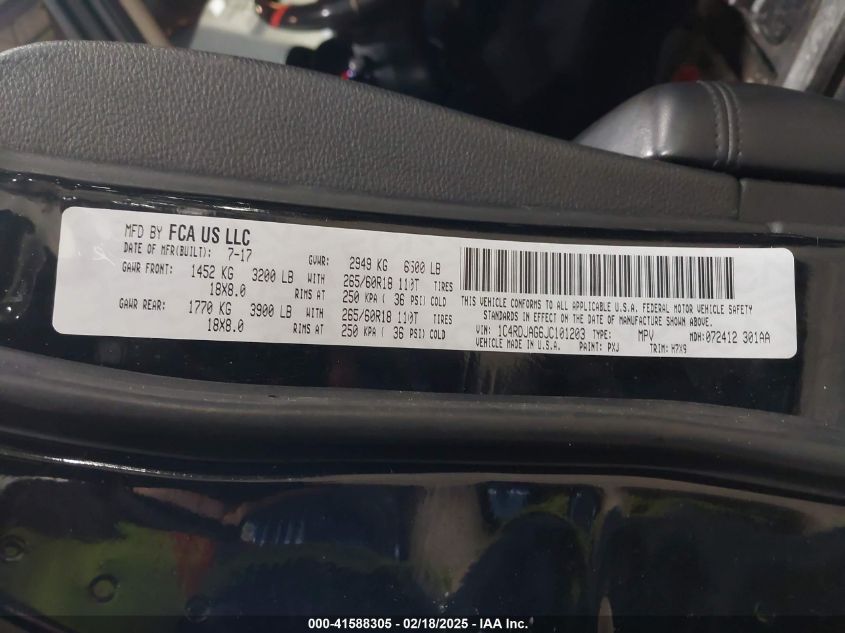 MFD BY FCA US LLC
DATE OF MFR(BUILT): 7-17 GVWR: 2949 KG 6500 LB
GAWR FRONT: 1452 KG 3200 LB WITH 265/60R18 110T TIRES
18X8.0 RIMS AT 250 KPA ( 36 PSI) COLD
GAWR REAR: 1770 KG 3900 LB WITH 265/60R18 110T TIRES
18X8.0 RIMS AT 250 KPA ( 36 PSI) COLD
THIS VEHICLE CONFORMS TO ALL APPLICABLE U.S.A. FEDERAL MOTOR VEHICLE SAFETY
STANDARDS IN EFFECT ON THE DATE OF MANUFACTURE SHOWN ABOVE.
VIN: 1C4RDJAG6JC101203 TYPE: MPV MDH: 072412 301AA
VEHICLE MADE IN U.S.A. PAINT: PXJ TRIM: H7X9
000-41588305 - 02/18/2025 - IAA Inc.